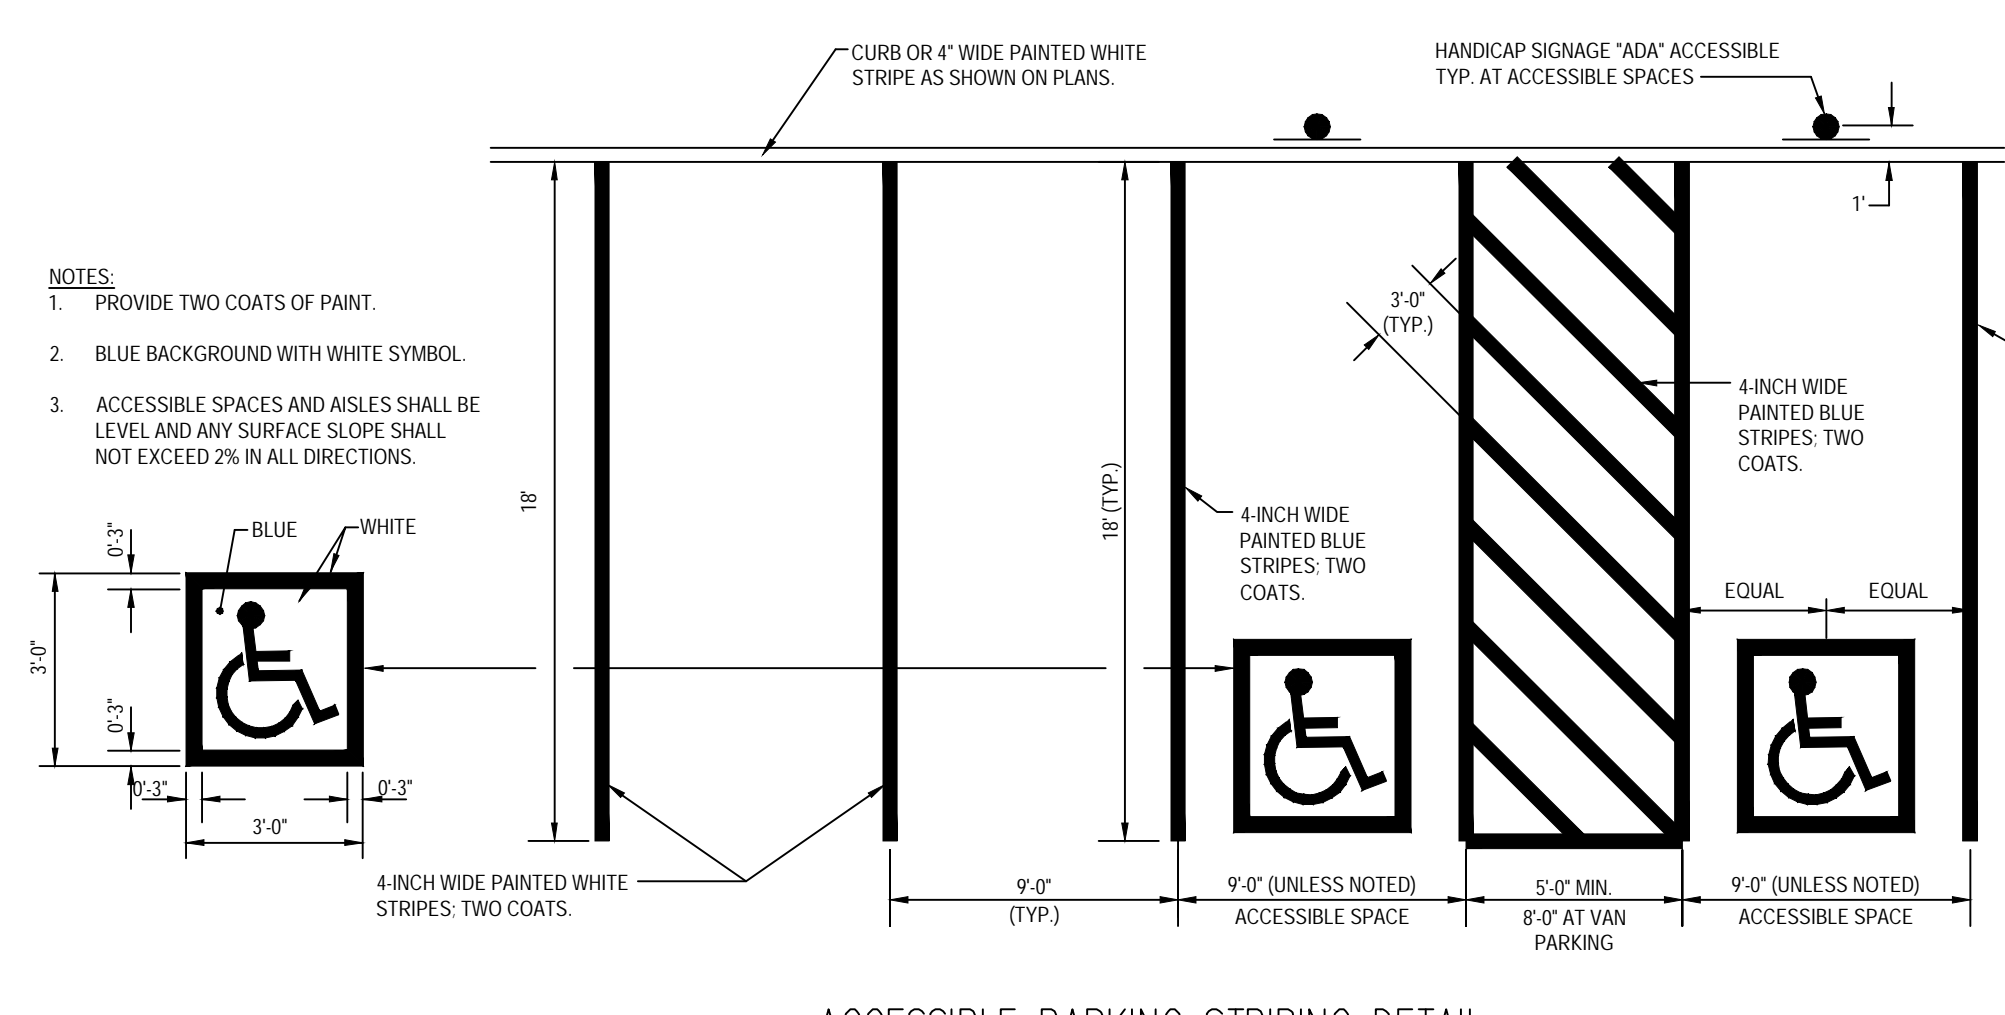 CURB OR 4" WIDE PAINTED WHITE
STRIPE AS SHOWN ON PLANS.
HANDICAP SIGNAGE "ADA" ACCESSIBLE
TYP. AT ACCESSIBLE SPACES
1'
NOTES:
1. PROVIDE TWO COATS OF PAINT.
2. BLUE BACKGROUND WITH WHITE SYMBOL.
3. ACCESSIBLE SPACES AND AISLES SHALL BE
LEVEL AND ANY SURFACE SLOPE SHALL
NOT EXCEED 2% IN ALL DIRECTIONS.
3'-0"
(TYP.)
4-INCH WIDE
PAINTED BLUE
STRIPES; TWO
COATS.
18'
18' (TYP.)
4-INCH WIDE
PAINTED BLUE
STRIPES; TWO
COATS.
BLUE
WHITE
0'-3"
3'-0"
0'-3"
0'-3"
0'-3"
3'-0"
EQUAL
EQUAL
4-INCH WIDE PAINTED WHITE
STRIPES; TWO COATS.
9'-0"
(TYP.)
9'-0" (UNLESS NOTED)
ACCESSIBLE SPACE
5'-0" MIN.
8'-0" AT VAN
PARKING
9'-0" (UNLESS NOTED)
ACCESSIBLE SPACE
ACCESSIBLE PARKING STRIPING DETAIL